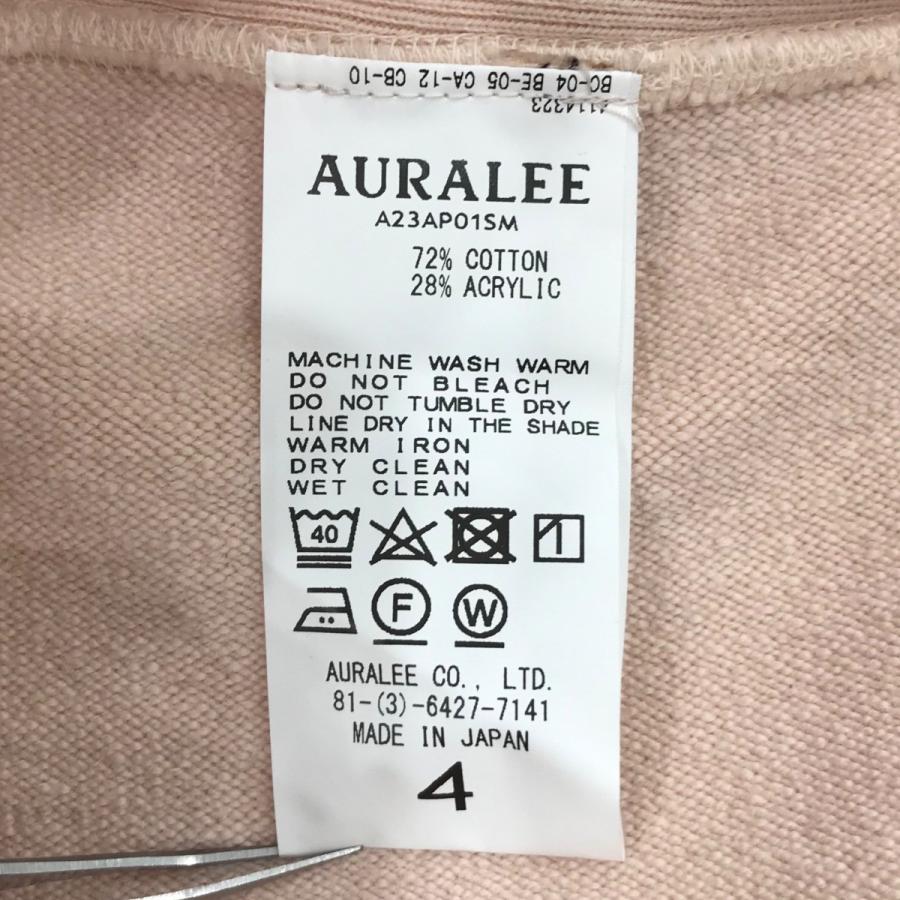 BC-04 BE-05 CA-12 CB-10
AURALEE
A23AP01SM
72% COTTON
28% ACRYLIC
MACHINE WASH WARM
DO NOT BLEACH
DO NOT TUMBLE DRY
LINE DRY IN THE SHADE
WARM IRON
DRY CLEAN
WET CLEAN
40
F W
AURALEE CO., LTD.
81-(3)-6427-7141
MADE IN JAPAN
4